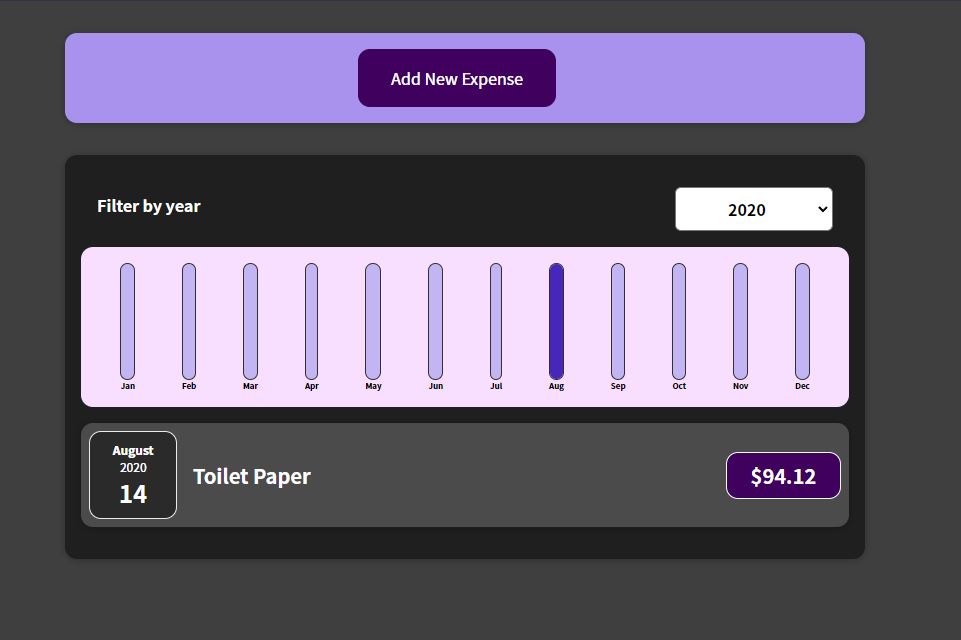 Add New Expense
Filter by year
2020
Jan Feb Mar Apr May Jun Jul Aug Sep Oct Nov Dec
August
2020
14
Toilet Paper
$94.12